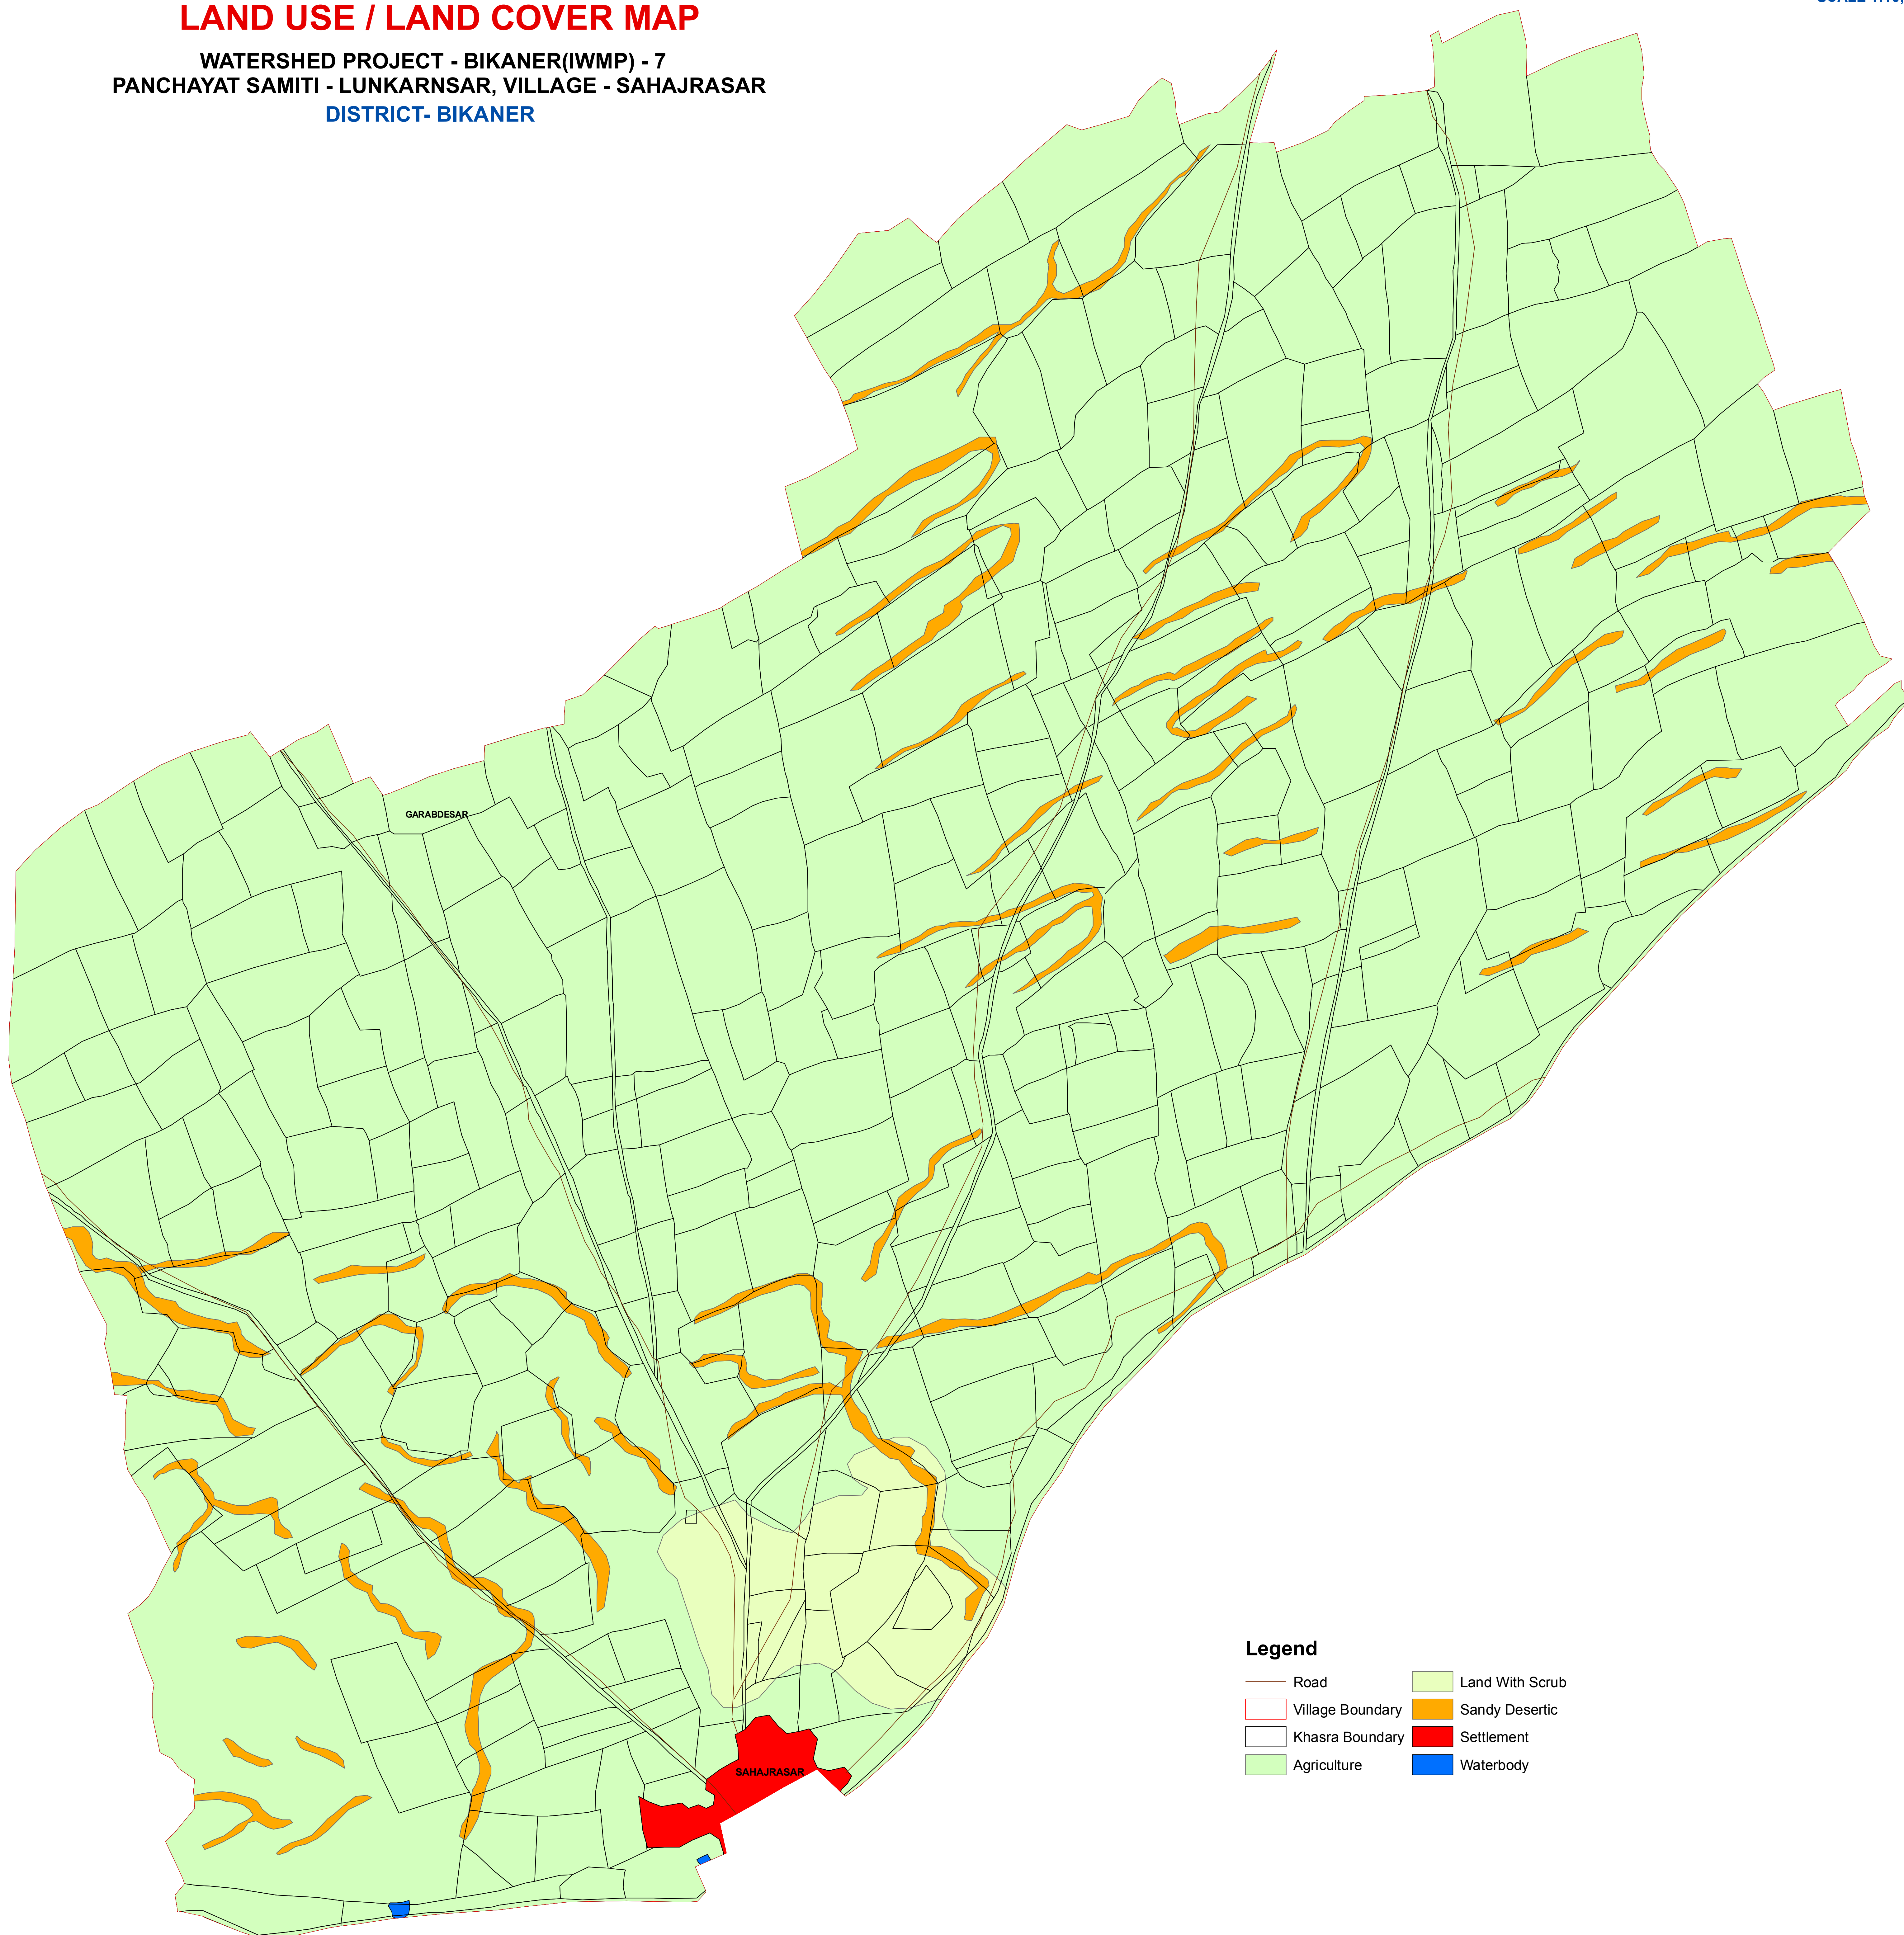 LAND USE / LAND COVER MAP
WATERSHED PROJECT - BIKANER(IWMP) - 7
PANCHAYAT SAMITI - LUNKARNSAR, VILLAGE - SAHAJRASAR
DISTRICT- BIKANER
GARABDESAR
SAHAJRASAR
Legend
Road
Village Boundary
Khasra Boundary
Agriculture
Land With Scrub
Sandy Desertic
Settlement
Waterbody